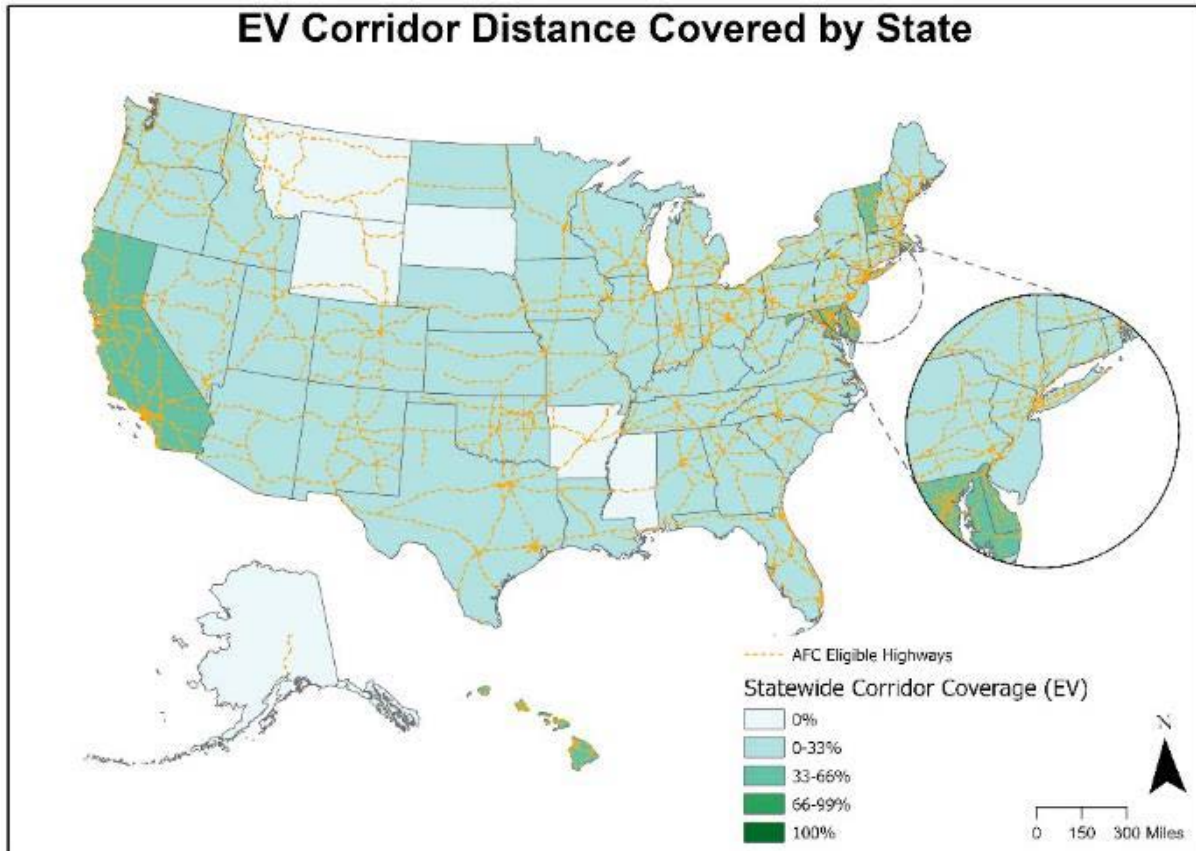 EV Corridor Distance Covered by State
AFC Eligible Highways
Statewide Corridor Coverage (EV)
0%
0-33%
33-66%
66-99%
100%
N
0 150 300 Miles